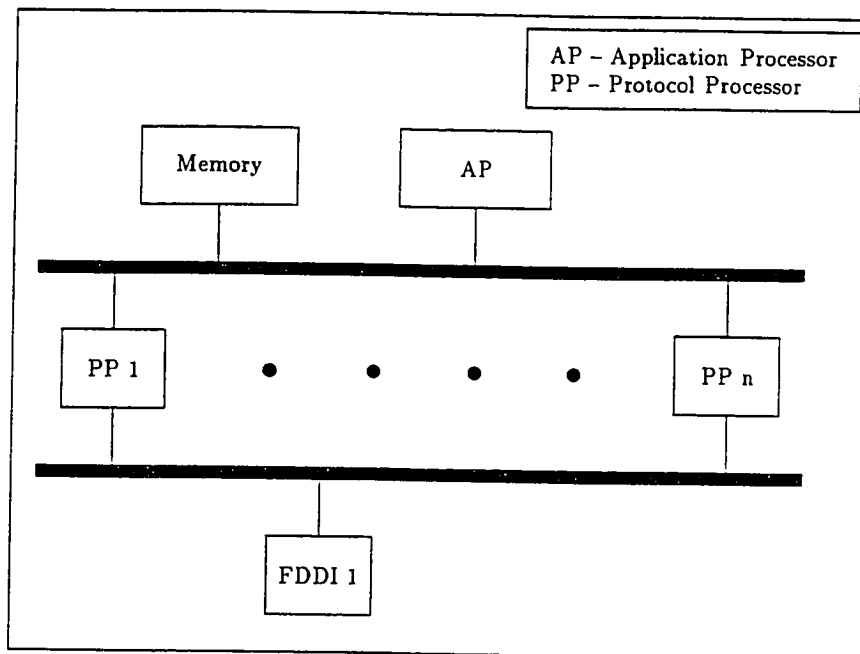 AP – Application Processor
PP – Protocol Processor
Memory
AP
PP 1
PP n
FDDI 1